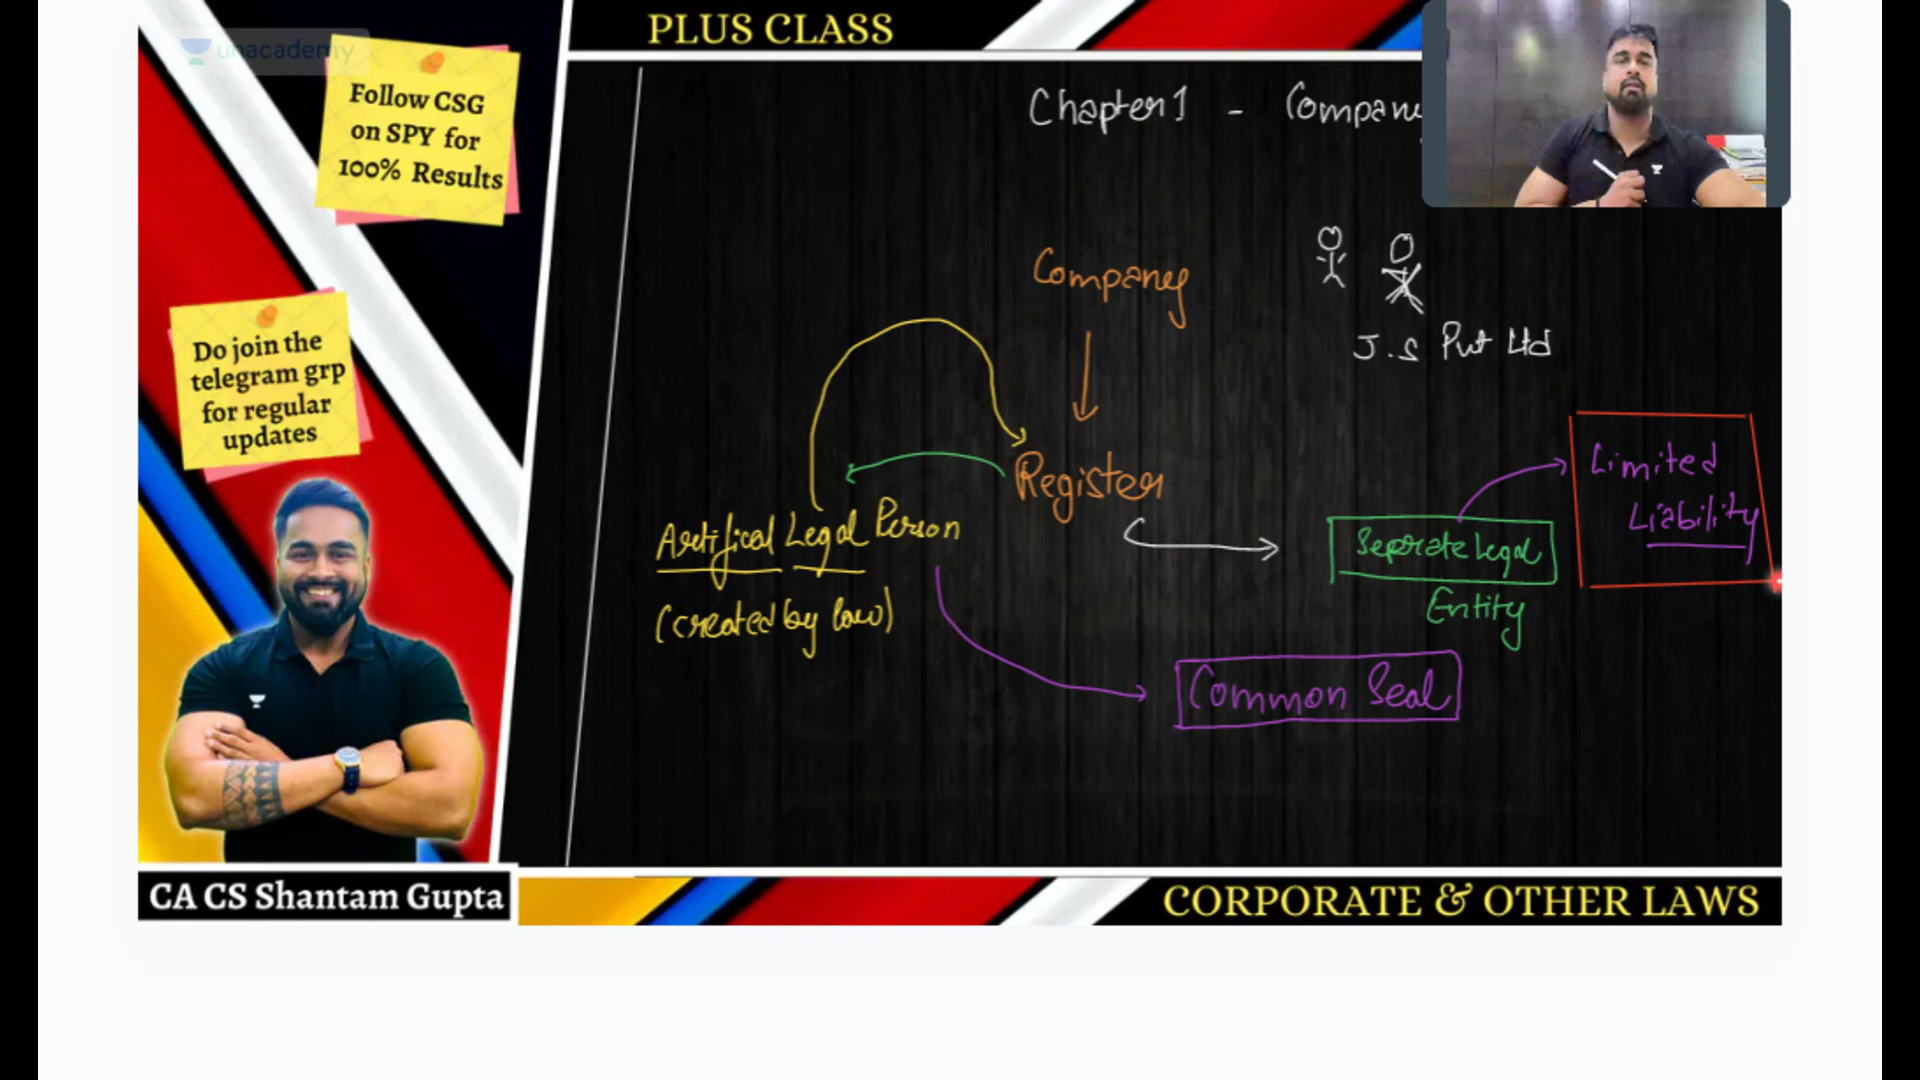 unacademy
PLUS CLASS
Follow CSG
on SPY for
100% Results
Chapter 1 - Company
Company
J.S Pvt Ltd
Do join the
telegram grp
for regular
updates
Register
Limited
Liability
Artifical Legal Person
(created by law)
Seprate Legal
Entity
Common Seal
CA CS Shantam Gupta
CORPORATE & OTHER LAWS